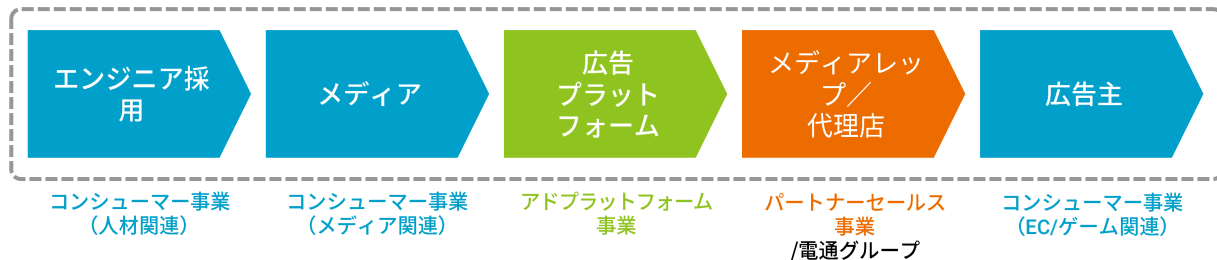 エンジニア採
用
メディア
広告
プラット
フォーム
メディアレッ
プ／
代理店
広告主
コンシューマー事業
（人材関連）
コンシューマー事業
（メディア関連）
アドプラットフォーム
事業
パートナーセールス
事業
/電通グループ
コンシューマー事業
（EC/ゲーム関連）